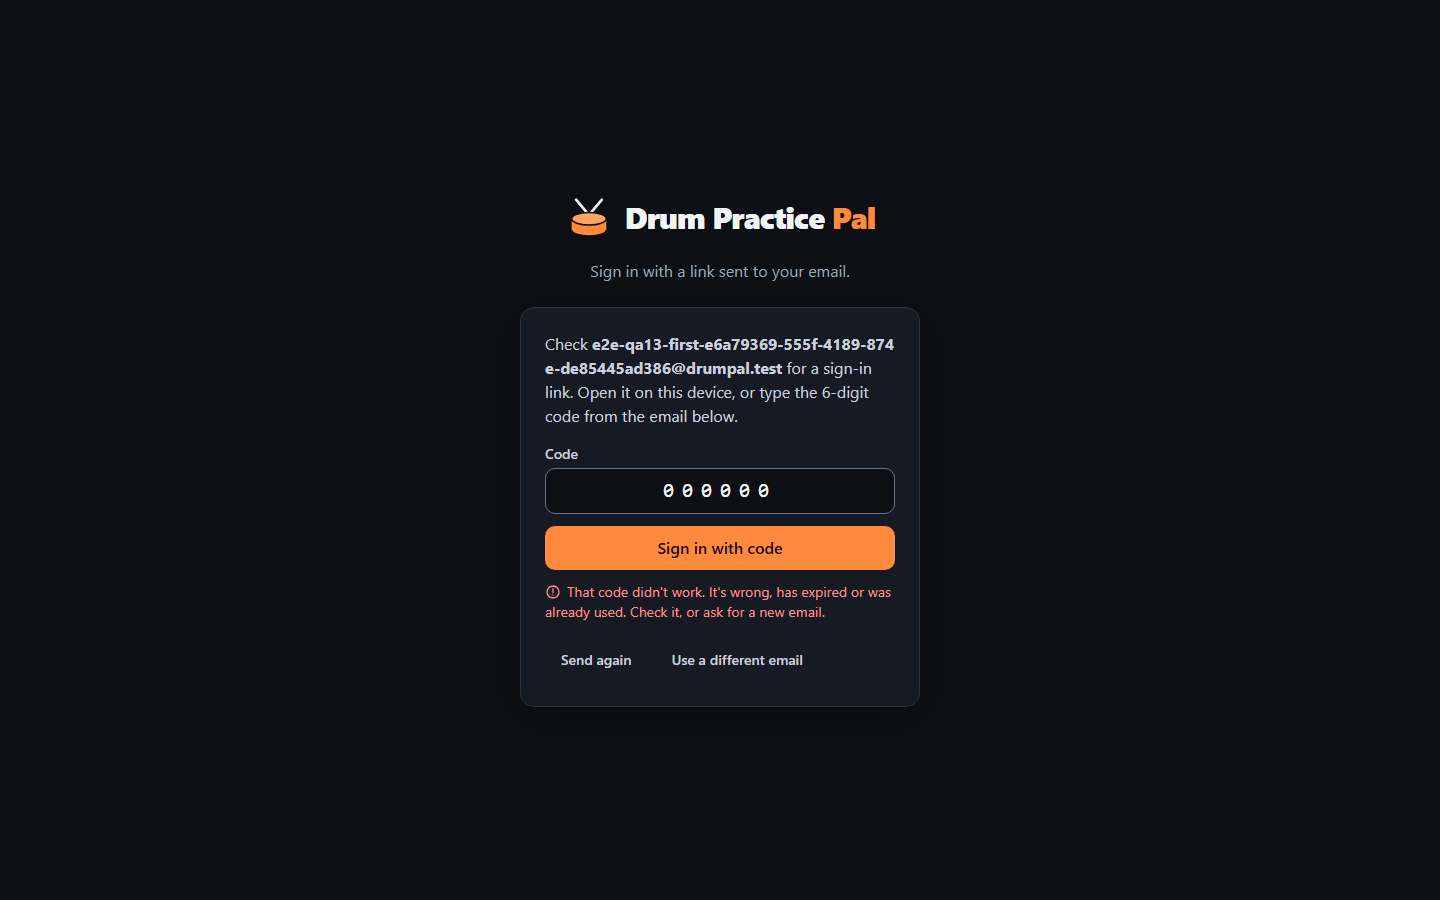 Drum Practice Pal
Sign in with a link sent to your email.
Check e2e-qa13-first-e6a79369-555f-4189-874
e-de85445ad386@drumpal.test for a sign-in
link. Open it on this device, or type the 6-digit
code from the email below.
Code
000000
Sign in with code
That code didn't work. It's wrong, has expired or was
already used. Check it, or ask for a new email.
Send again Use a different email